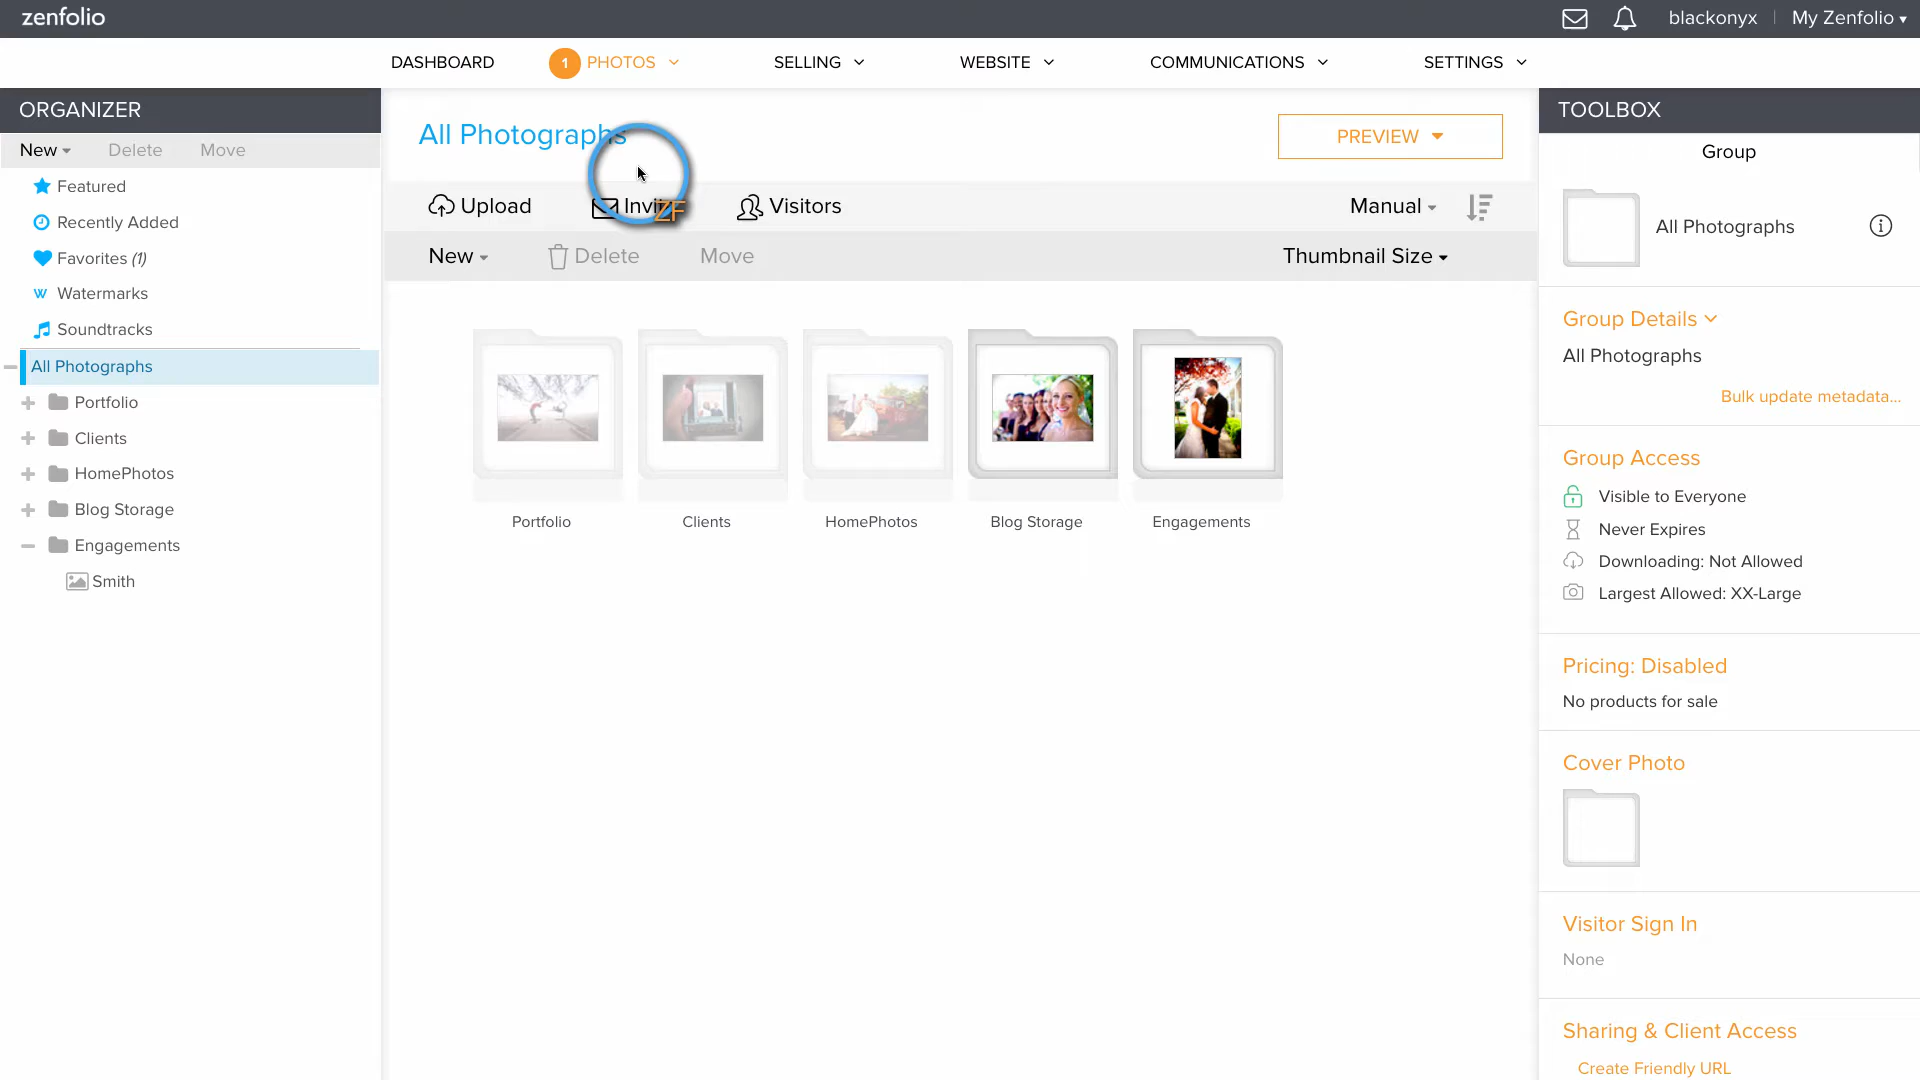 zenfolio
blackonyx
My Zenfolio
DASHBOARD
1 PHOTOS
SELLING
WEBSITE
COMMUNICATIONS
SETTINGS
ORGANIZER
New
Delete
Move
Featured
Recently Added
Favorites (1)
W Watermarks
Soundtracks
All Photographs
Portfolio
Clients
HomePhotos
Blog Storage
Engagements
Smith
All Photographs
PREVIEW
Upload
ZF
Visitors
Manual
New
Delete
Move
Thumbnail Size
Portfolio
Clients
HomePhotos
Blog Storage
Engagements
TOOLBOX
Group
All Photographs
Group Details
All Photographs
Bulk update metadata...
Group Access
Visible to Everyone
Never Expires
Downloading: Not Allowed
Largest Allowed: XX-Large
Pricing: Disabled
No products for sale
Cover Photo
Visitor Sign In
None
Sharing & Client Access
Create Friendly URL